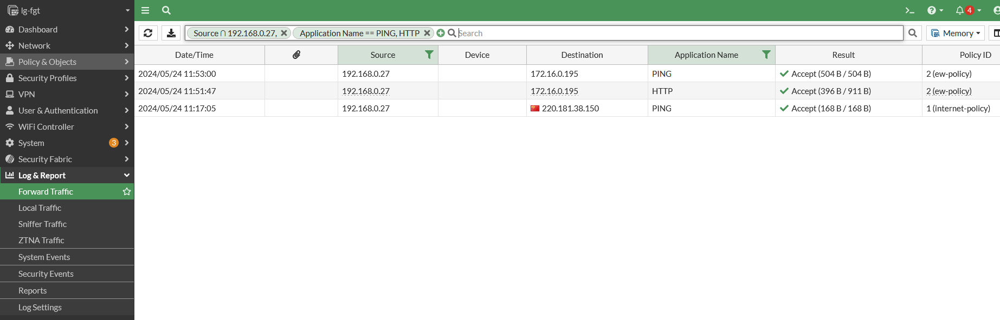 lg-fgt
Dashboard
Network
Policy & Objects
Security Profiles
VPN
User & Authentication
WiFi Controller
System 3
Security Fabric
Log & Report
Forward Traffic
Local Traffic
Sniffer Traffic
ZTNA Traffic
System Events
Security Events
Reports
Log Settings
4
Source ∩ 192.168.0.27, Application Name == PING, HTTP Search Memory
Date/Time Source Device Destination Application Name Result Policy ID
2024/05/24 11:53:00 192.168.0.27 172.16.0.195 PING Accept (504 B / 504 B) 2 (ew-policy)
2024/05/24 11:51:47 192.168.0.27 172.16.0.195 HTTP Accept (396 B / 911 B) 2 (ew-policy)
2024/05/24 11:17:05 192.168.0.27 220.181.38.150 PING Accept (168 B / 168 B) 1 (internet-policy)